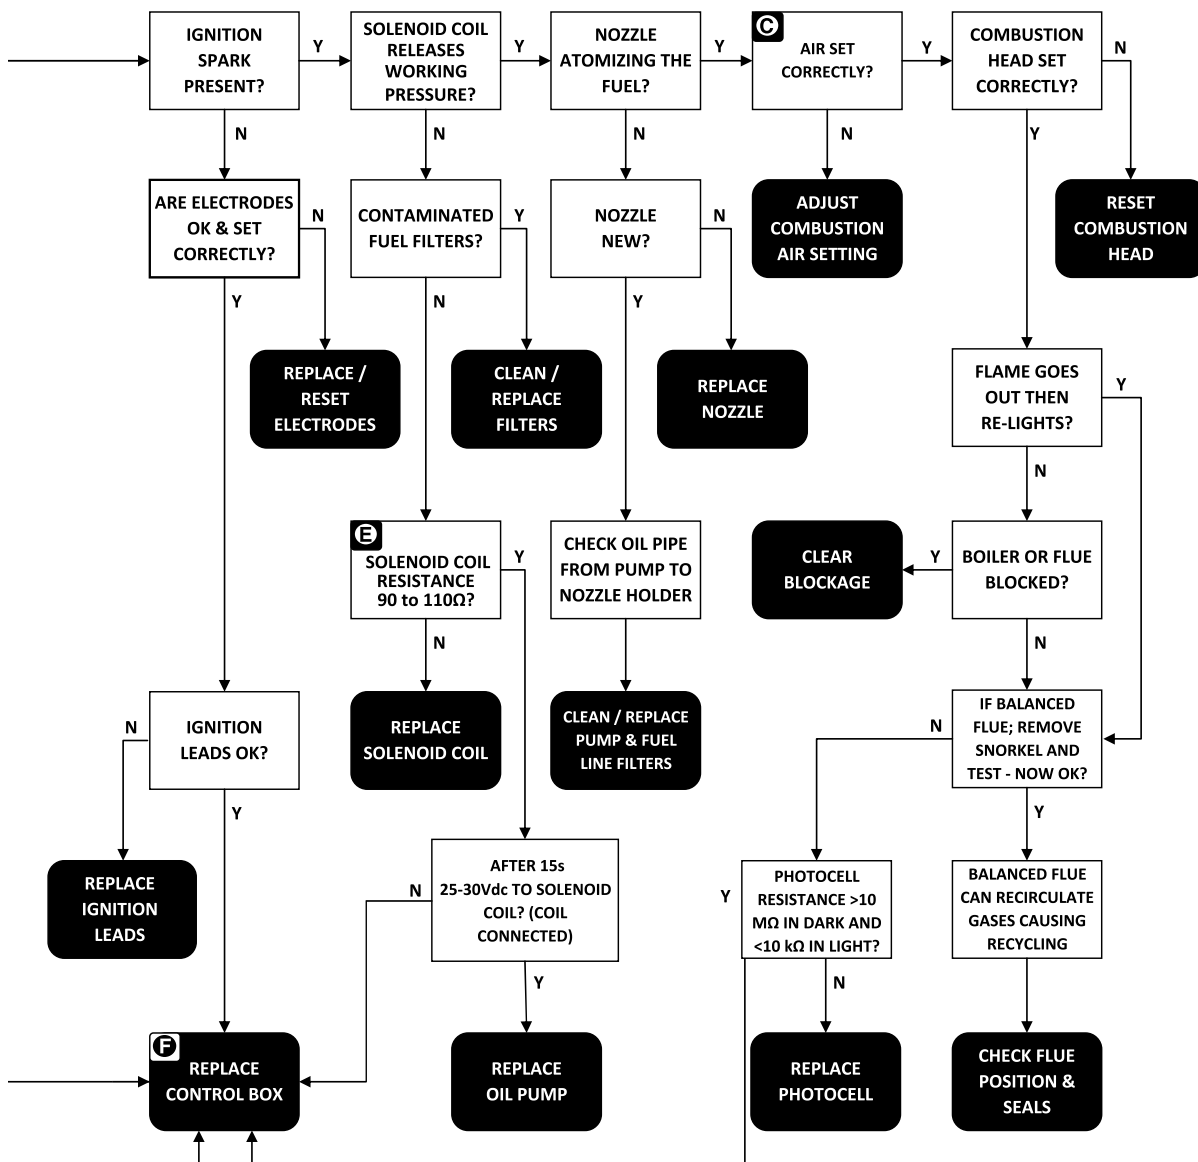 IGNITION
SPARK
PRESENT?
Y
N
SOLENOID COIL
RELEASES
WORKING
PRESSURE?
Y
N
NOZZLE
ATOMIZING THE
FUEL?
Y
N
C
AIR SET
CORRECTLY?
Y
N
COMBUSTION
HEAD SET
CORRECTLY?
N
Y
ARE ELECTRODES
OK & SET
CORRECTLY?
N
Y
CONTAMINATED
FUEL FILTERS?
Y
N
NOZZLE
NEW?
N
Y
ADJUST
COMBUSTION
AIR SETTING
RESET
COMBUSTION
HEAD
REPLACE /
RESET
ELECTRODES
CLEAN /
REPLACE
FILTERS
REPLACE
NOZZLE
FLAME GOES
OUT THEN
RE-LIGHTS?
Y
N
E
SOLENOID COIL
RESISTANCE
90 to 110Ω?
Y
N
CHECK OIL PIPE
FROM PUMP TO
NOZZLE HOLDER
CLEAR
BLOCKAGE
Y
BOILER OR FLUE
BLOCKED?
N
N
IGNITION
LEADS OK?
Y
REPLACE
SOLENOID COIL
CLEAN / REPLACE
PUMP & FUEL
LINE FILTERS
N
IF BALANCED
FLUE; REMOVE
SNORKEL AND
TEST - NOW OK?
Y
REPLACE
IGNITION
LEADS
N
AFTER 15s
25-30Vdc TO SOLENOID
COIL? (COIL
CONNECTED)
Y
Y
PHOTOCELL
RESISTANCE >10
MΩ IN DARK AND
<10 kΩ IN LIGHT?
N
BALANCED FLUE
CAN RECIRCULATE
GASES CAUSING
RECYCLING
F
REPLACE
CONTROL BOX
REPLACE
OIL PUMP
REPLACE
PHOTOCELL
CHECK FLUE
POSITION &
SEALS